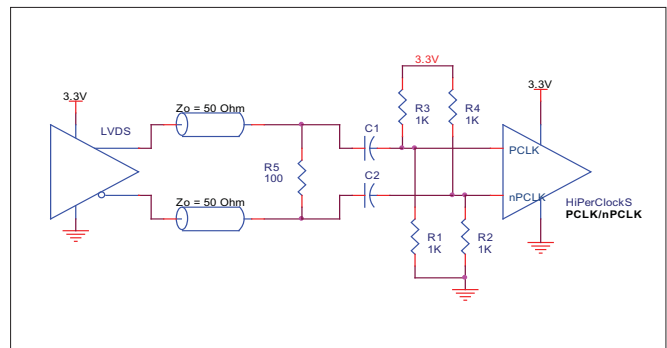 3.3V
3.3V
3.3V
Zo = 50 Ohm
LVDS
R3
1K
R4
1K
C1
PCLK
R5
100
C2
Zo = 50 Ohm
nPCLK
HiPerClockS
PCLK/nPCLK
R1
1K
R2
1K